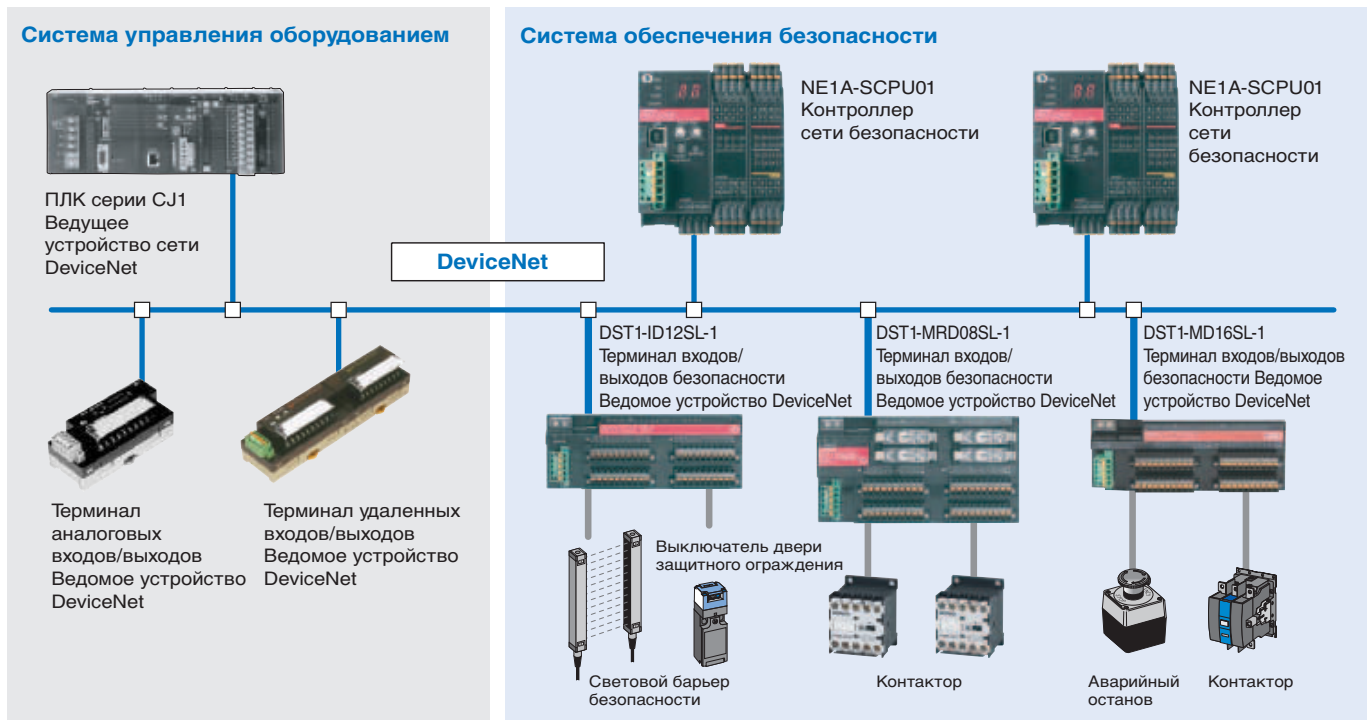 Система управления оборудованием
ПЛК серии CJ1
Ведущее
устройство сети
DeviceNet
Терминал
аналоговых
входов/выходов
Ведомое устройство
DeviceNet
Терминал удаленных
входов/выходов
Ведомое устройство
DeviceNet
DeviceNet
Система обеспечения безопасности
NE1A-SCPU01
Контроллер
сети безопасности
NE1A-SCPU01
Контроллер
сети
безопасности
DST1-ID12SL-1
Терминал входов/
выходов безопасности
Ведомое устройство DeviceNet
DST1-MRD08SL-1
Терминал входов/
выходов безопасности
Ведомое устройство DeviceNet
DST1-MD16SL-1
Терминал входов/выходов
безопасности Ведомое
устройство DeviceNet
Выключатель двери
защитного ограждения
Световой барьер
безопасности
Контактор
Аварийный
останов
Контактор